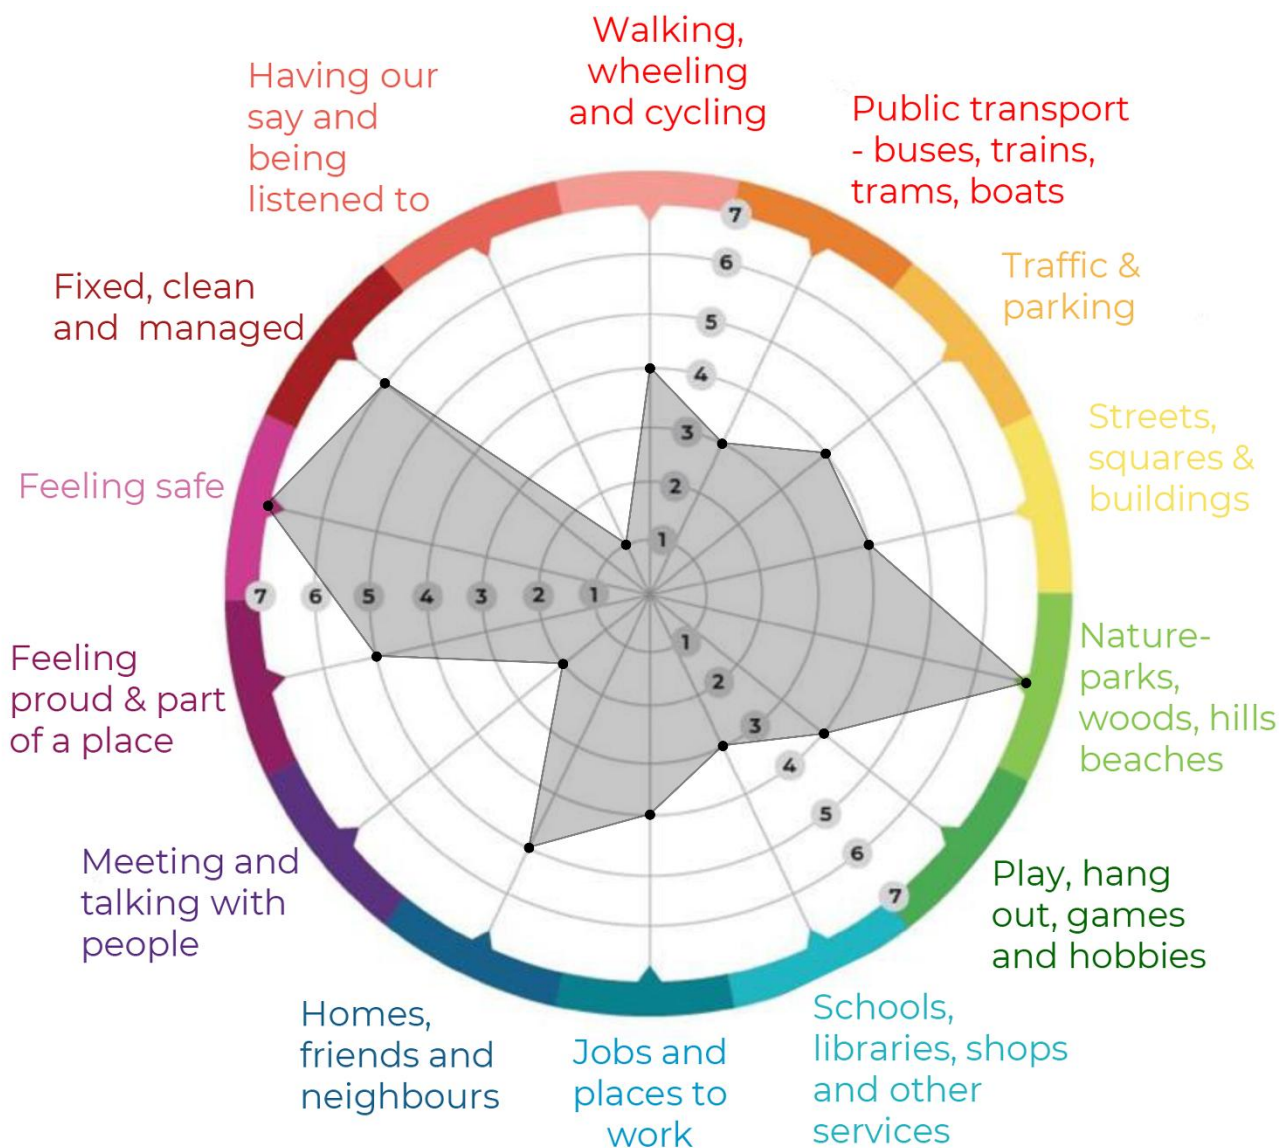 Walking,
wheeling
and cycling
Public transport
- buses, trains,
trams, boats
Traffic &
parking
Streets,
squares &
buildings
Nature-
parks,
woods, hills
beaches
Play, hang
out, games
and hobbies
Schools,
libraries, shops
and other
services
Jobs and
places to
work
Homes,
friends and
neighbours
Meeting and
talking with
people
Feeling
proud & part
of a place
Feeling safe
Fixed, clean
and managed
Having our
say and
being
listened to
7
6
5
4
3
2
1
7 6 5 4 3 2 1
1
2
3
4
5
6
7